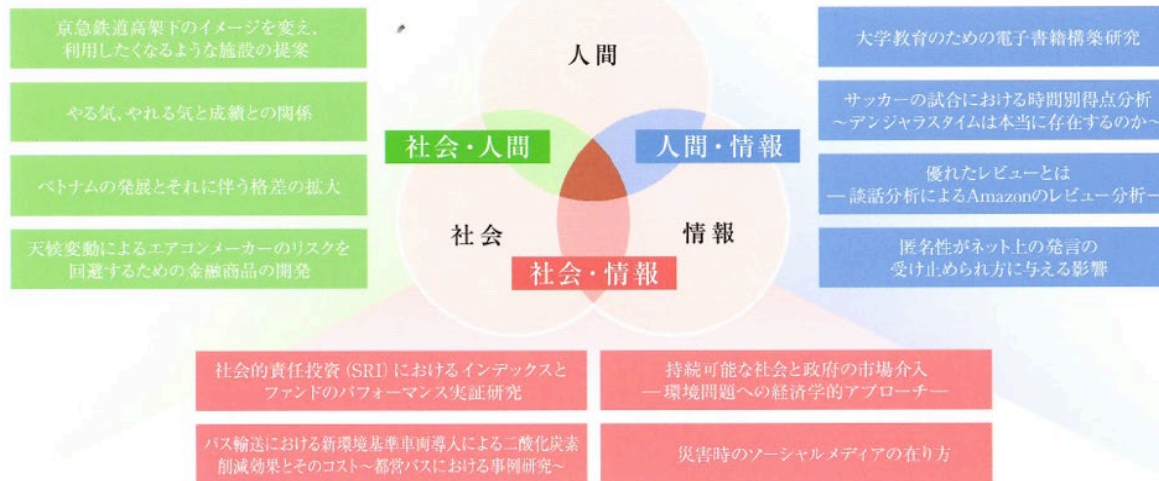 京急鉄道高架下のイメージを変え、
利用したくなるような施設の提案
やる気、やれる気と成績との関係
ベトナムの発展とそれに伴う格差の拡大
天候変動によるエアコンメーカーのリスクを
回避するための金融商品の開発
人間
社会・人間
人間・情報
社会
情報
社会・情報
大学教育のための電子書籍構築研究
サッカーの試合における時間別得点分析
〜デンジャラスタイムは本当に存在するのか〜
優れたレビューとは
―談話分析によるAmazonのレビュー分析―
匿名性がネット上の発言の
受け止められ方に与える影響
社会的責任投資(SRI)におけるインデックスと
ファンドのパフォーマンス実証研究
持続可能な社会と政府の市場介入
―環境問題への経済学的アプローチ―
バス輸送における新環境基準車両導入による二酸化炭素
削減効果とそのコスト〜都営バスにおける事例研究〜
災害時のソーシャルメディアの在り方